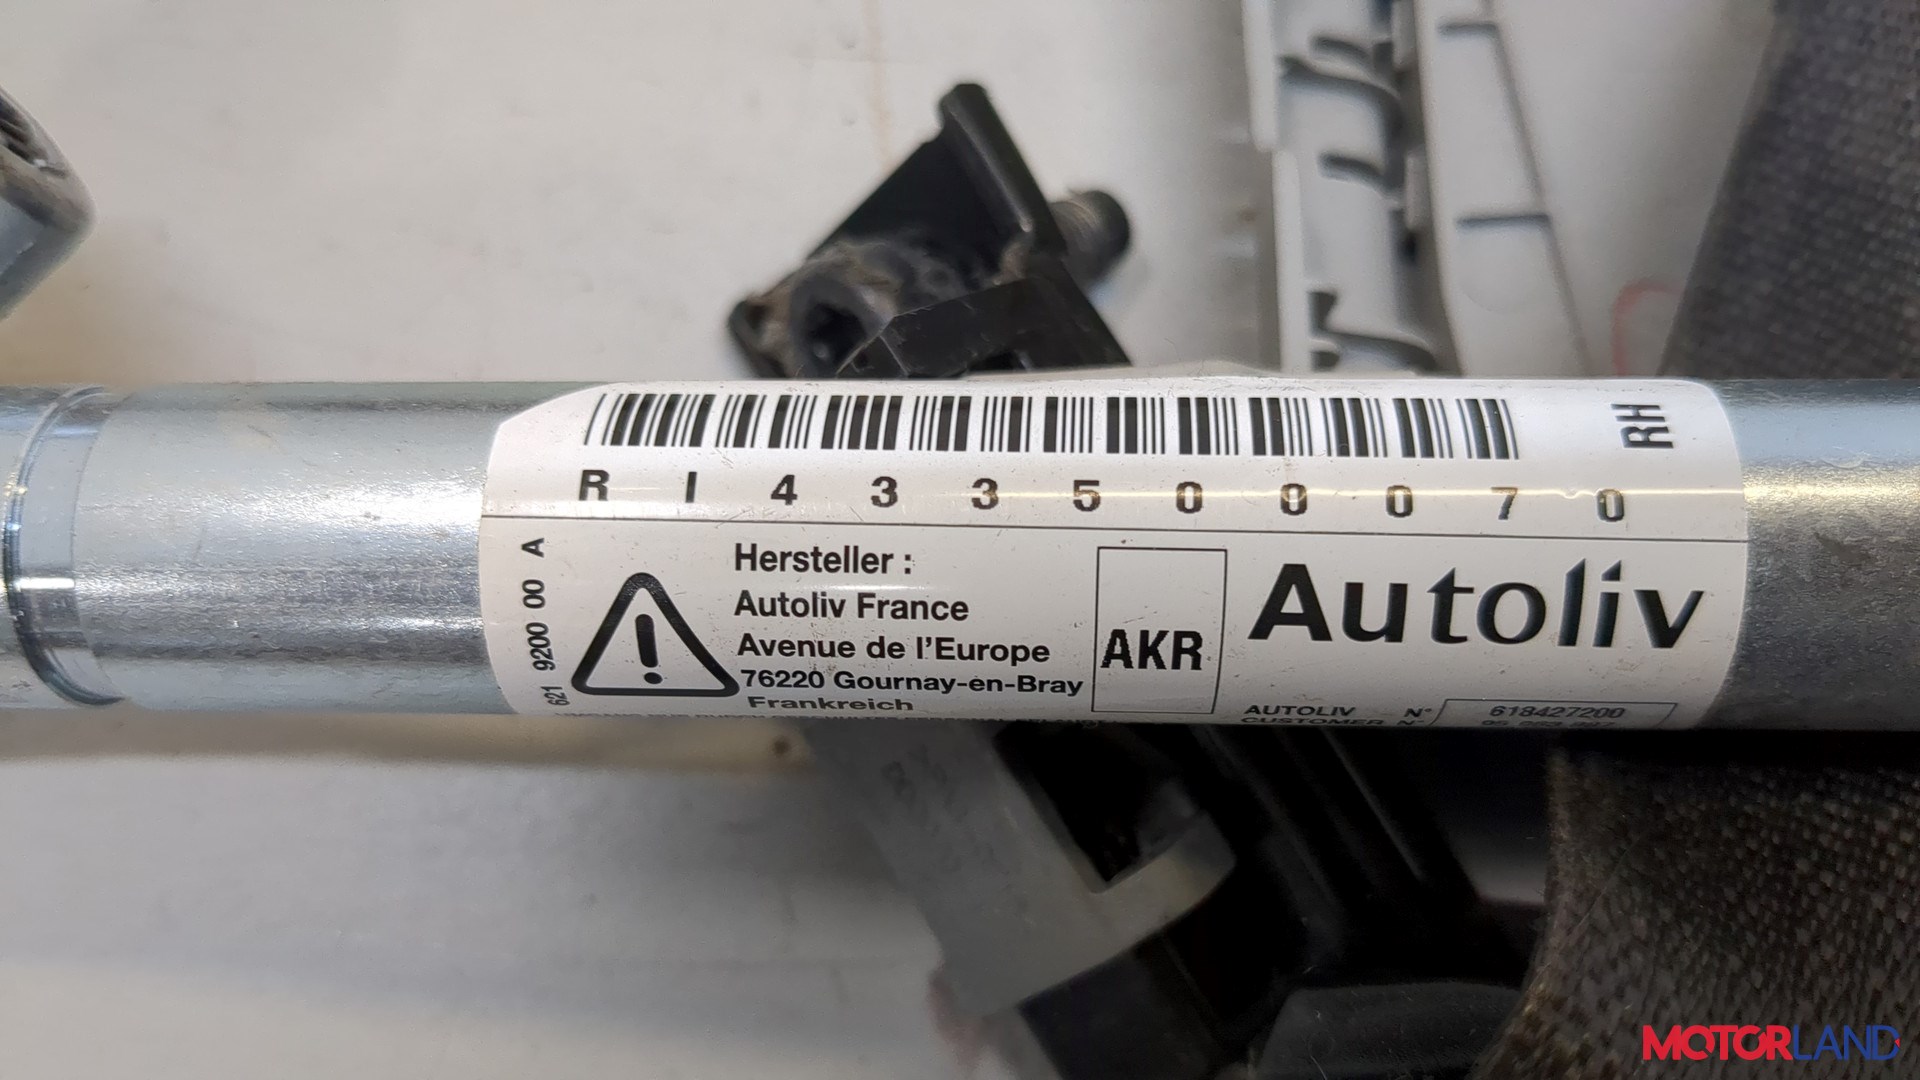 RH
R I 4 3 3 5 0 0 0 7 0
621 9200 00 A
Hersteller :
Autoliv France
Avenue de l'Europe
76220 Gournay-en-Bray
Frankreich
AKR
Autoliv
AUTOLIV N° 618427200
CUSTOMER N°
MOTORLAND